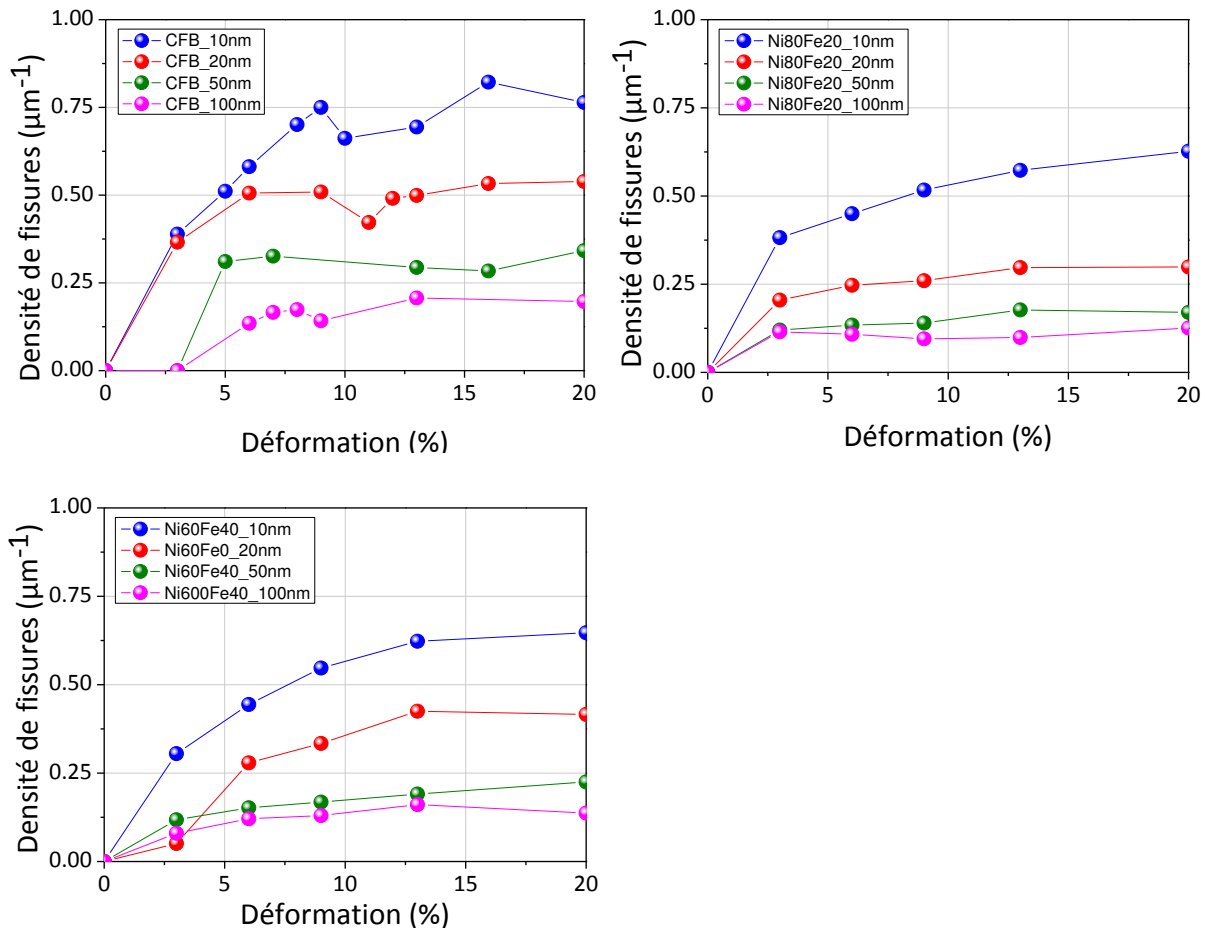 Densité de fissures (µm⁻¹)
1.00
0.75
0.50
0.25
0.00
CFB_10nm
CFB_20nm
CFB_50nm
CFB_100nm
0 5 10 15 20
Déformation (%)
Densité de fissures (µm⁻¹)
1.00
0.75
0.50
0.25
0.00
Ni80Fe20_10nm
Ni80Fe20_20nm
Ni80Fe20_50nm
Ni80Fe20_100nm
0 5 10 15 20
Déformation (%)
Densité de fissures (µm⁻¹)
1.00
0.75
0.50
0.25
0.00
Ni60Fe40_10nm
Ni60Fe0_20nm
Ni60Fe40_50nm
Ni600Fe40_100nm
0 5 10 15 20
Déformation (%)